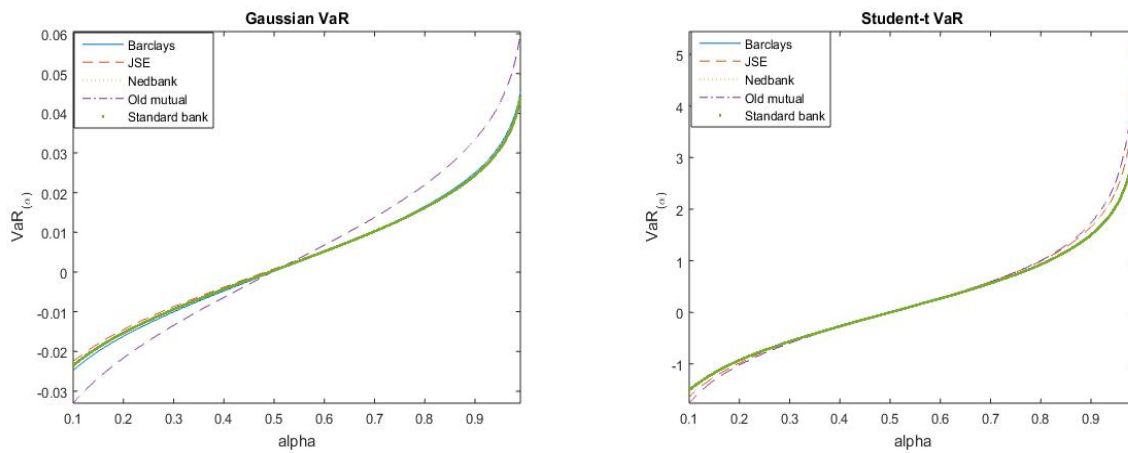 Gaussian VaR
Barclays
JSE
Nedbank
Old mutual
Standard bank
0.06
0.05
0.04
0.03
0.02
0.01
0
-0.01
-0.02
-0.03
VaR(α)
0.1 0.2 0.3 0.4 0.5 0.6 0.7 0.8 0.9
alpha
Student-t VaR
Barclays
JSE
Nedbank
Old mutual
Standard bank
5
4
3
2
1
0
-1
VaR(α)
0.1 0.2 0.3 0.4 0.5 0.6 0.7 0.8 0.9
alpha